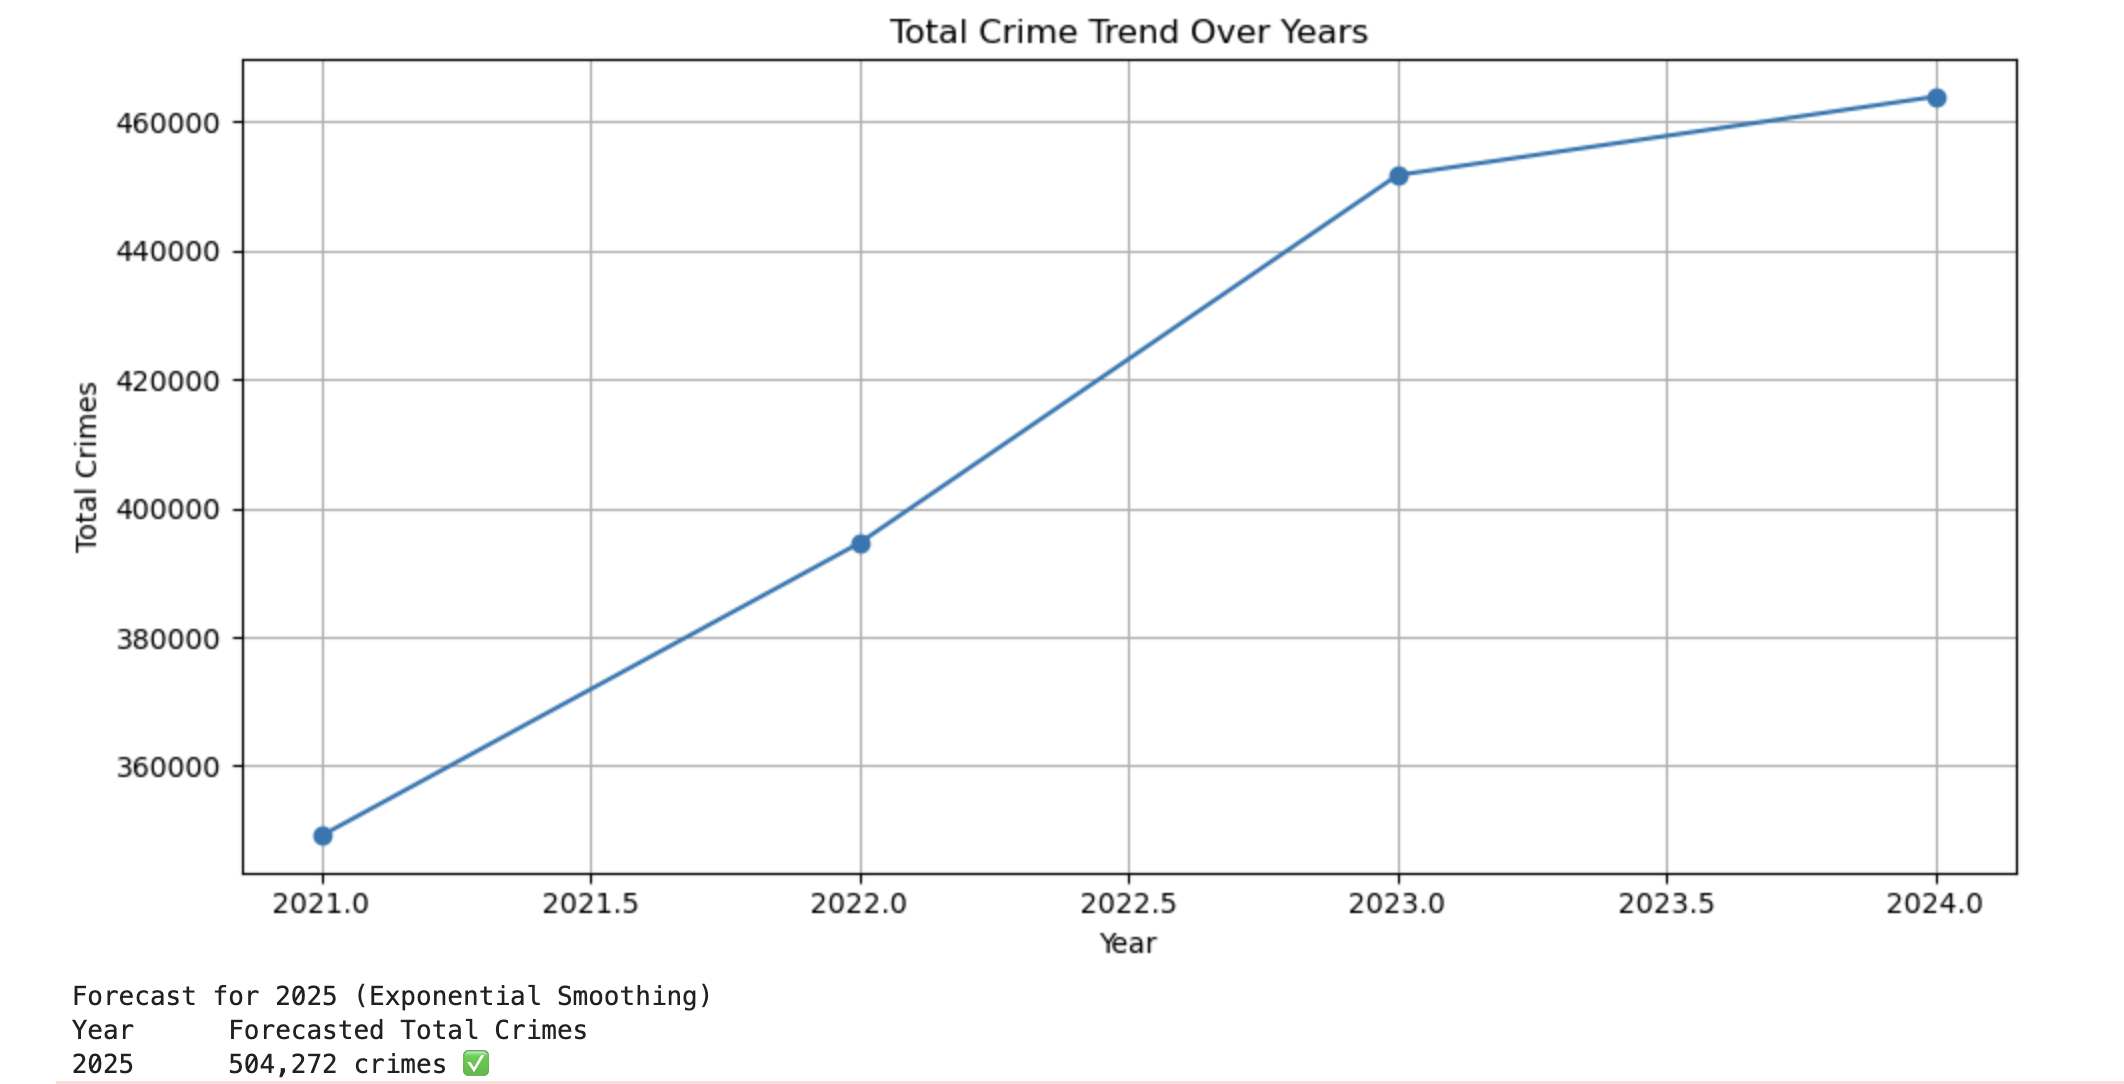 Total Crime Trend Over Years
460000
440000
420000
400000
380000
360000
Total Crimes
2021.0 2021.5 2022.0 2022.5 2023.0 2023.5 2024.0
Year
Forecast for 2025 (Exponential Smoothing)
Year Forecasted Total Crimes
2025 504,272 crimes ✅